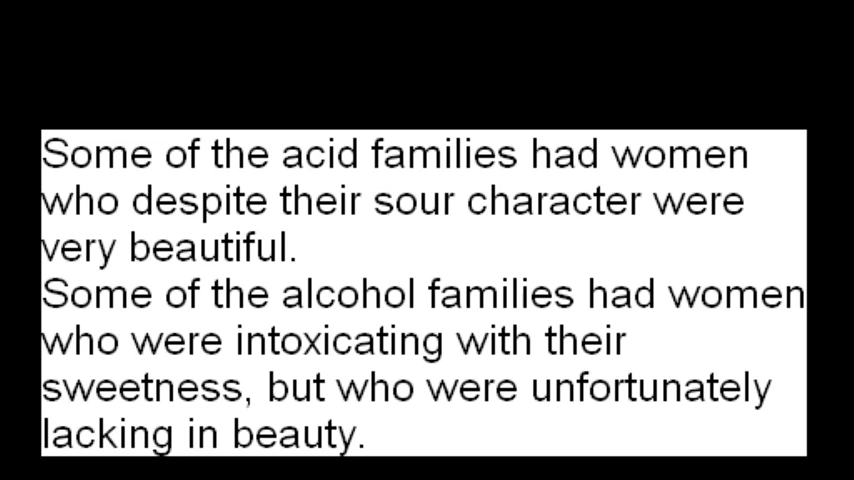 Some of the acid families had women
who despite their sour character were
very beautiful.
Some of the alcohol families had women
who were intoxicating with their
sweetness, but who were unfortunately
lacking in beauty.